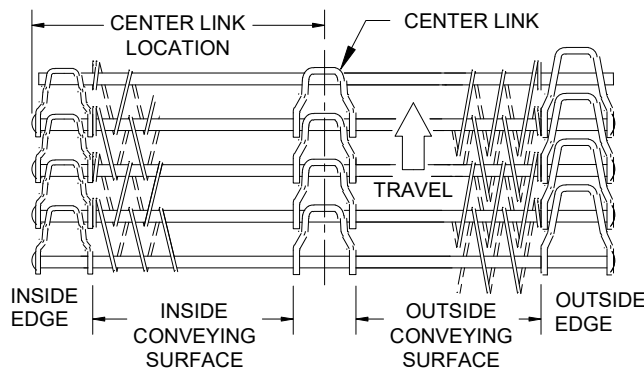 CENTER LINK
LOCATION
CENTER LINK
TRAVEL
INSIDE
EDGE
INSIDE
CONVEYING
SURFACE
OUTSIDE
CONVEYING
SURFACE
OUTSIDE
EDGE